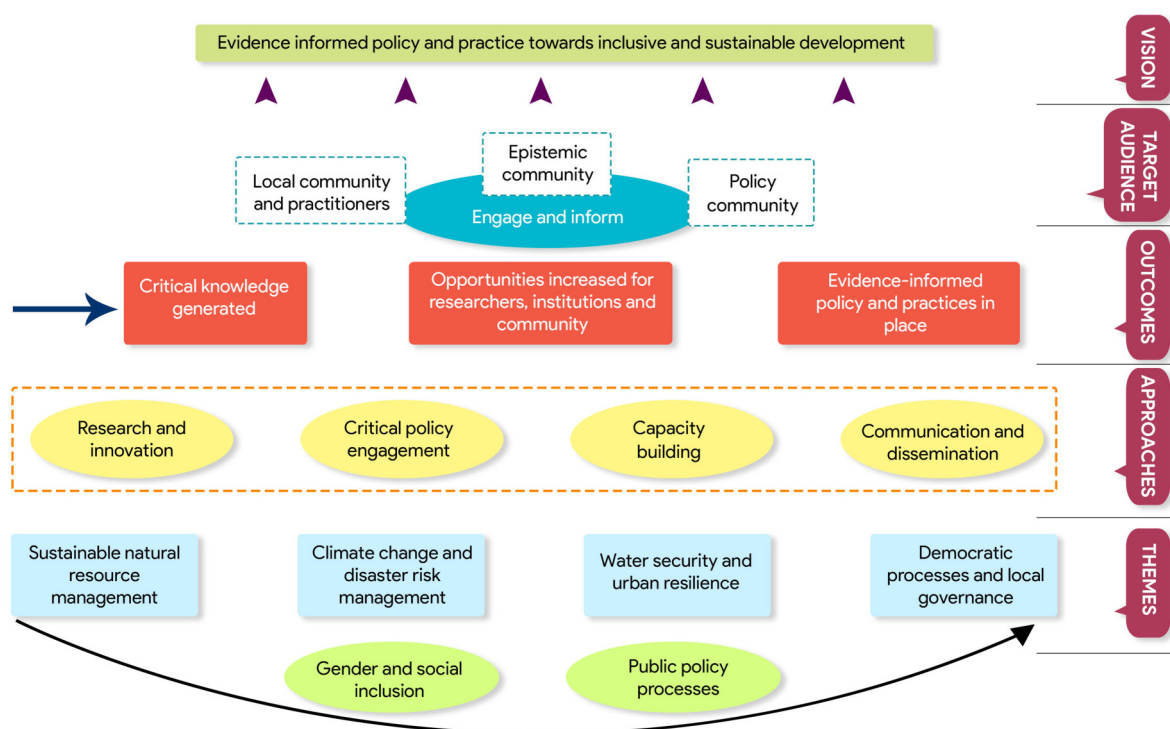 Evidence informed policy and practice towards inclusive and sustainable development
VISION
Epistemic
community
Local community
and practitioners
Policy
community
Engage and inform
TARGET
AUDIENCE
Critical knowledge
generated
Opportunities increased for
researchers, institutions and
community
Evidence-informed
policy and practices in
place
OUTCOMES
Research and
innovation
Critical policy
engagement
Capacity
building
Communication and
dissemination
APPROACHES
Sustainable natural
resource
management
Climate change and
disaster risk
management
Water security and
urban resilience
Democratic
processes and local
governance
THEMES
Gender and social
inclusion
Public policy
processes